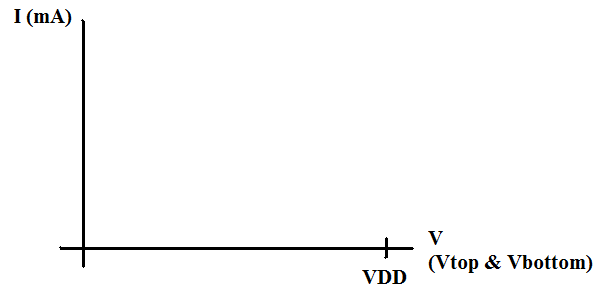 I (mA)
V
(Vtop & Vbottom)
VDD